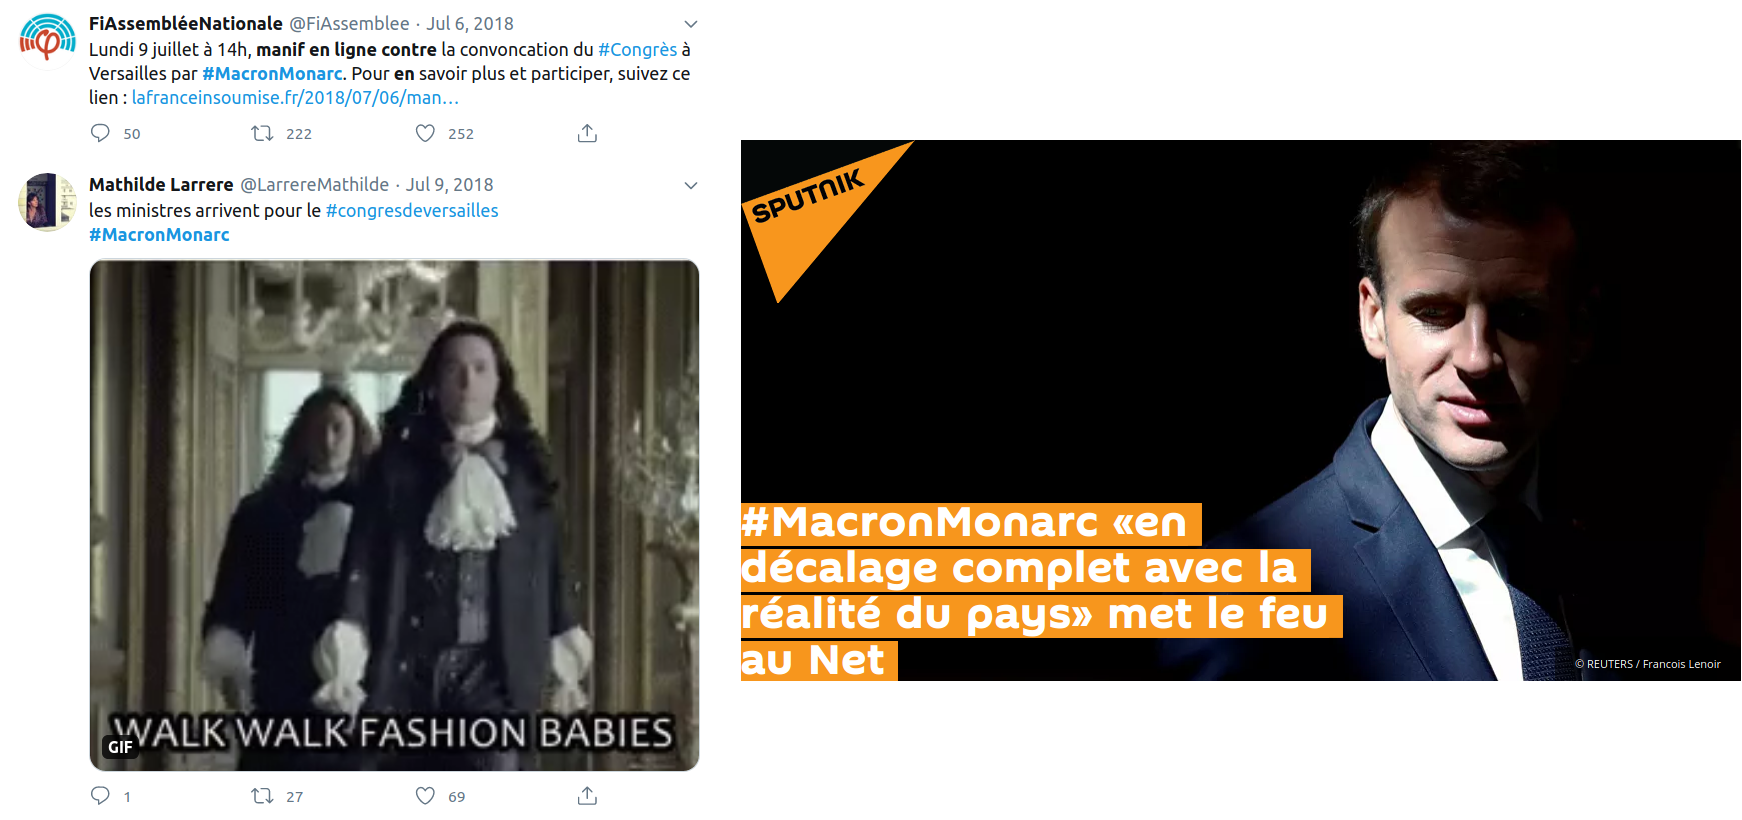 FiAssembléeNationale @FiAssemblee · Jul 6, 2018
Lundi 9 juillet à 14h, manif en ligne contre la convoncation du #Congrès à
Versailles par #MacronMonarc. Pour en savoir plus et participer, suivez ce
lien : lafranceinsoumise.fr/2018/07/06/man…
50 222 252
Mathilde Larrere @LarrereMathilde · Jul 9, 2018
les ministres arrivent pour le #congresdeversailles
#MacronMonarc
WALK WALK FASHION BABIES
GIF
1 27 69
SPUTNIK
#MacronMonarc «en
décalage complet avec la
réalité du pays» met le feu
au Net
© REUTERS / Francois Lenoir